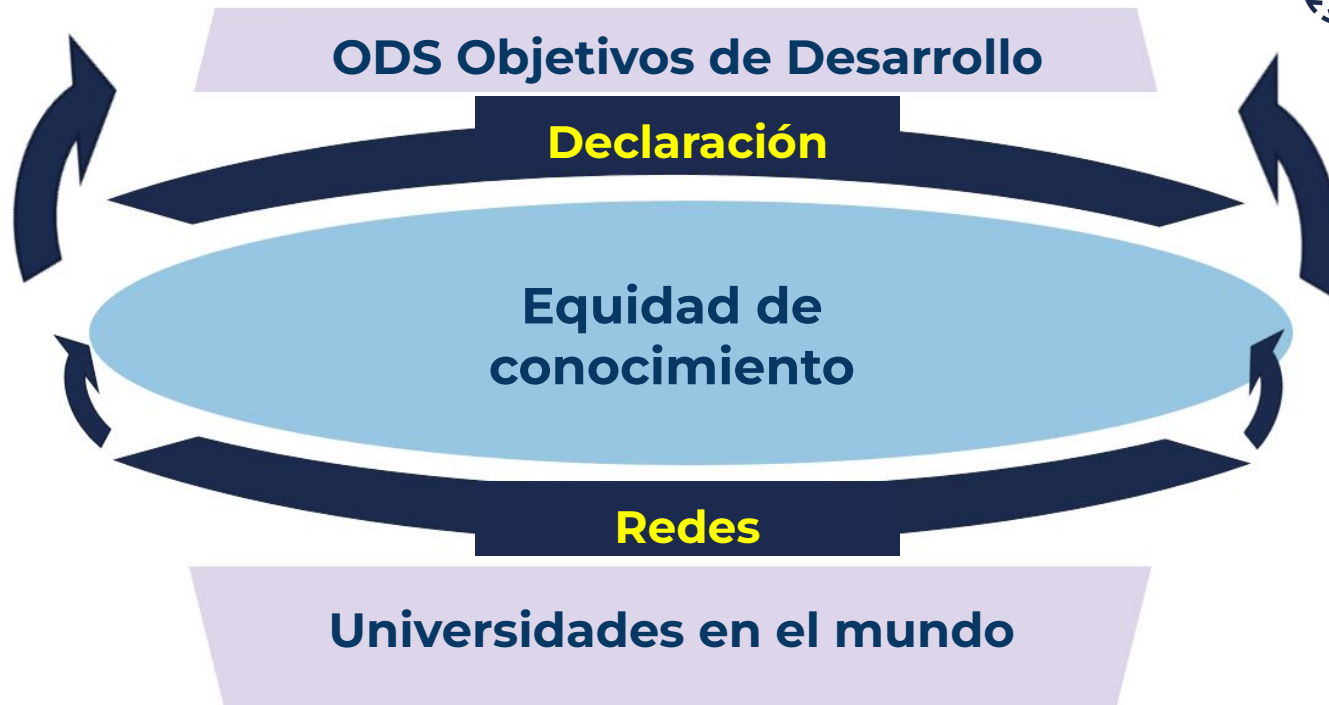 ODS Objetivos de Desarrollo
Declaración
Equidad de
conocimiento
Redes
Universidades en el mundo